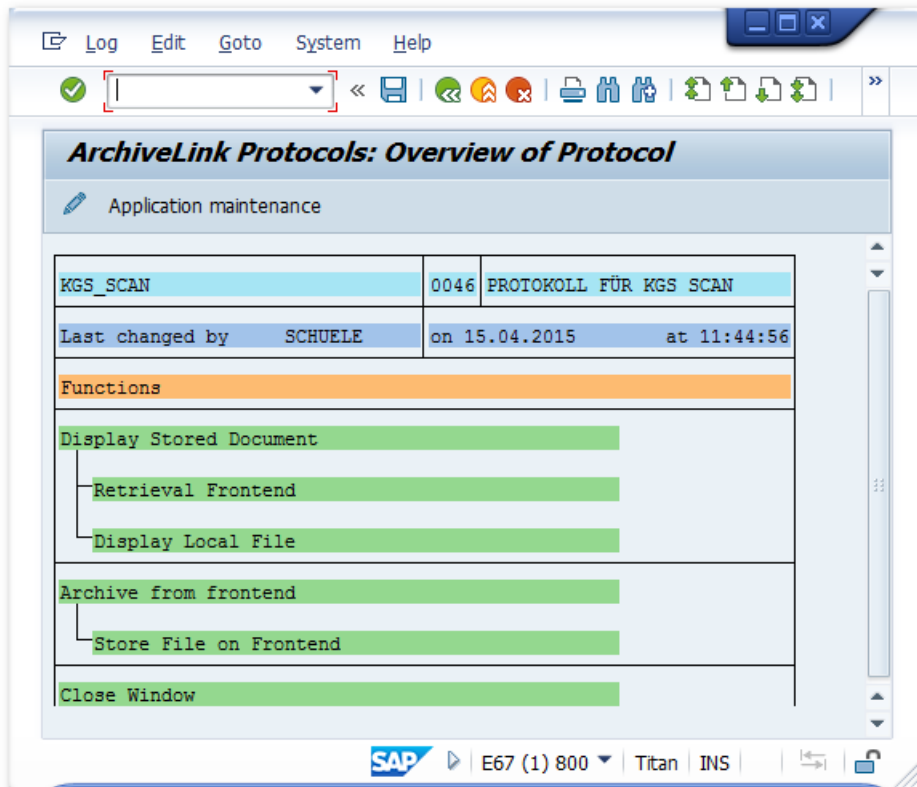 Log Edit Goto System Help
«
»
ArchiveLink Protocols: Overview of Protocol
Application maintenance
KGS_SCAN 0046 PROTOKOLL FÜR KGS SCAN
Last changed by SCHUELE on 15.04.2015 at 11:44:56
Functions
Display Stored Document
Retrieval Frontend
Display Local File
Archive from frontend
Store File on Frontend
Close Window
SAP E67 (1) 800 Titan INS